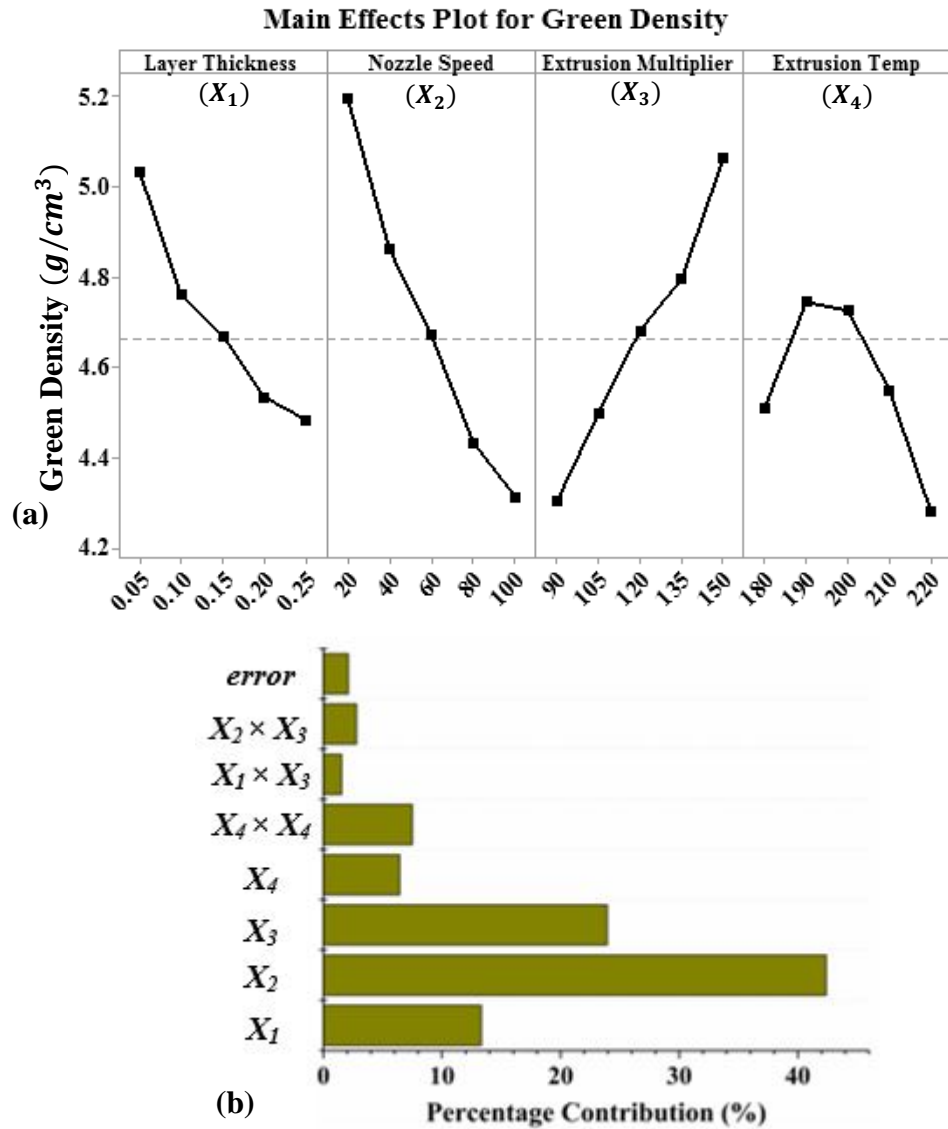 Main Effects Plot for Green Density
Layer Thickness Nozzle Speed Extrusion Multiplier Extrusion Temp
(X₁) (X₂) (X₃) (X₄)
Green Density (g/cm³)
5.2
5.0
4.8
4.6
4.4
4.2
0.05 0.10 0.15 0.20 0.25 20 40 60 80 100 90 105 120 135 150 180 190 200 210 220
(a)
error
X₂ × X₃
X₁ × X₃
X₄ × X₄
X₄
X₃
X₂
X₁
0 20 30 40
10
Percentage Contribution (%)
(b)